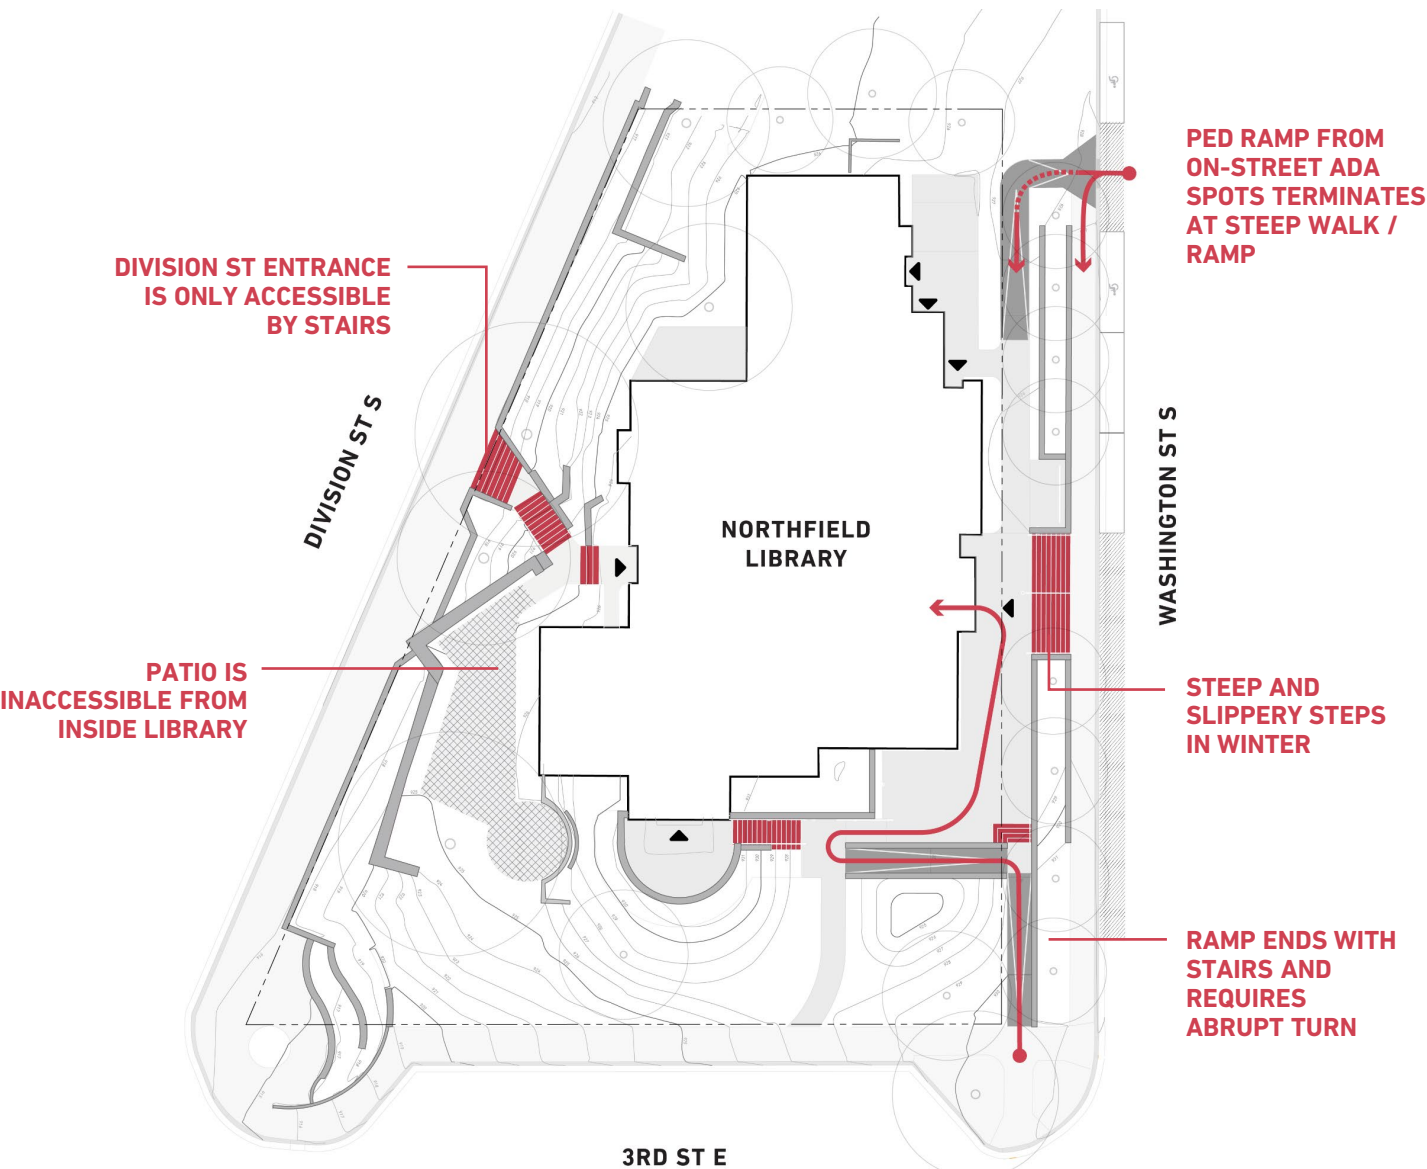 PED RAMP FROM
ON-STREET ADA
SPOTS TERMINATES
AT STEEP WALK /
RAMP
DIVISION ST ENTRANCE
IS ONLY ACCESSIBLE
BY STAIRS
DIVISION ST S
WASHINGTON ST S
NORTHFIELD
LIBRARY
PATIO IS
INACCESSIBLE FROM
INSIDE LIBRARY
STEEP AND
SLIPPERY STEPS
IN WINTER
RAMP ENDS WITH
STAIRS AND
REQUIRES
ABRUPT TURN
3RD ST E